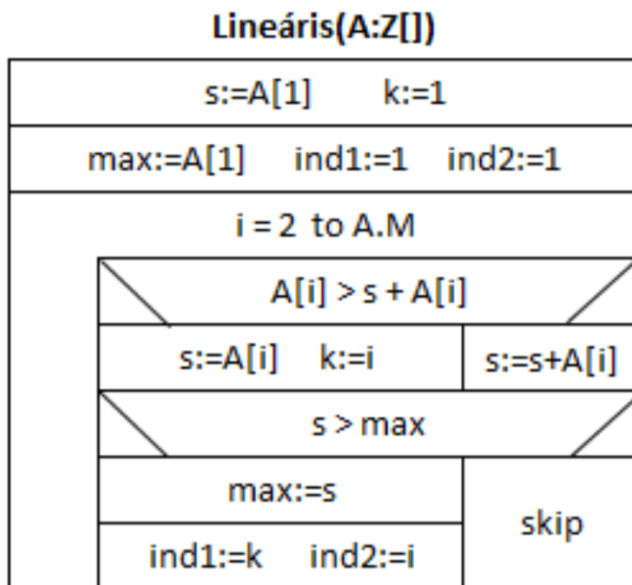 Lineáris(A:Z[])
s:=A[1] k:=1
max:=A[1] ind1:=1 ind2:=1
i = 2 to A.M
A[i] > s + A[i]
s:=A[i] k:=i s:=s+A[i]
s > max
max:=s
skip
ind1:=k ind2:=i